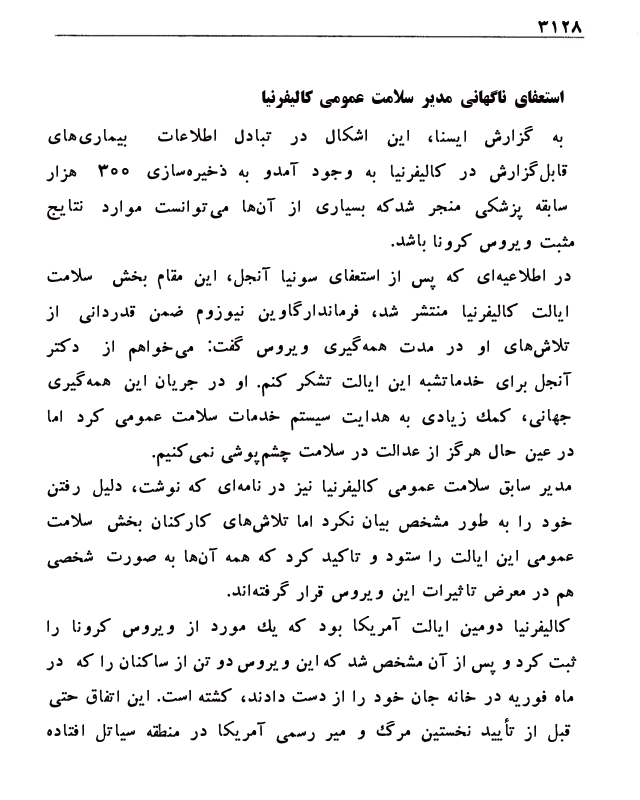 ۳۱۲۸
استعفای ناگهانی مدیر سلامت عمومی کالیفرنیا
به گزارش ایسنا، این اشکال در تبادل اطلاعات بیماری‌های
قابل‌گزارش در کالیفرنیا به وجود آمدو به ذخیره‌سازی ۳۰۰ هزار
سابقه پزشکی منجر شدکه بسیاری از آن‌ها می‌توانست موارد نتایج
مثبت ویروس کرونا باشد.
در اطلاعیه‌ای که پس از استعفای سونیا آنجل، این مقام بخش سلامت
ایالت کالیفرنیا منتشر شد، فرماندارگاوین نیوزوم ضمن قدردانی از
تلاش‌های او در مدت همه‌گیری ویروس گفت: می‌خواهم از دکتر
آنجل برای خدماتشبه این ایالت تشکر کنم. او در جریان این همه‌گیری
جهانی، کمك زیادی به هدایت سیستم خدمات سلامت عمومی کرد اما
در عین حال هرگز از عدالت در سلامت چشم‌پوشی نمی‌کنیم.
مدیر سابق سلامت عمومی کالیفرنیا نیز در نامه‌ای که نوشت، دلیل رفتن
خود را به طور مشخص بیان نکرد اما تلاش‌های کارکنان بخش سلامت
عمومی این ایالت را ستود و تاکید کرد که همه آن‌ها به صورت شخصی
هم در معرض تاثیرات این ویروس قرار گرفته‌اند.
کالیفرنیا دومین ایالت آمریکا بود که يك مورد از ویروس کرونا را
ثبت کرد و پس از آن مشخص شد که این ویروس دو تن از ساکنان را که در
ماه فوریه در خانه جان خود را از دست دادند، کشته است. این اتفاق حتی
قبل از تأیید نخستین مرگ و میر رسمی آمریکا در منطقه سیاتل افتاده